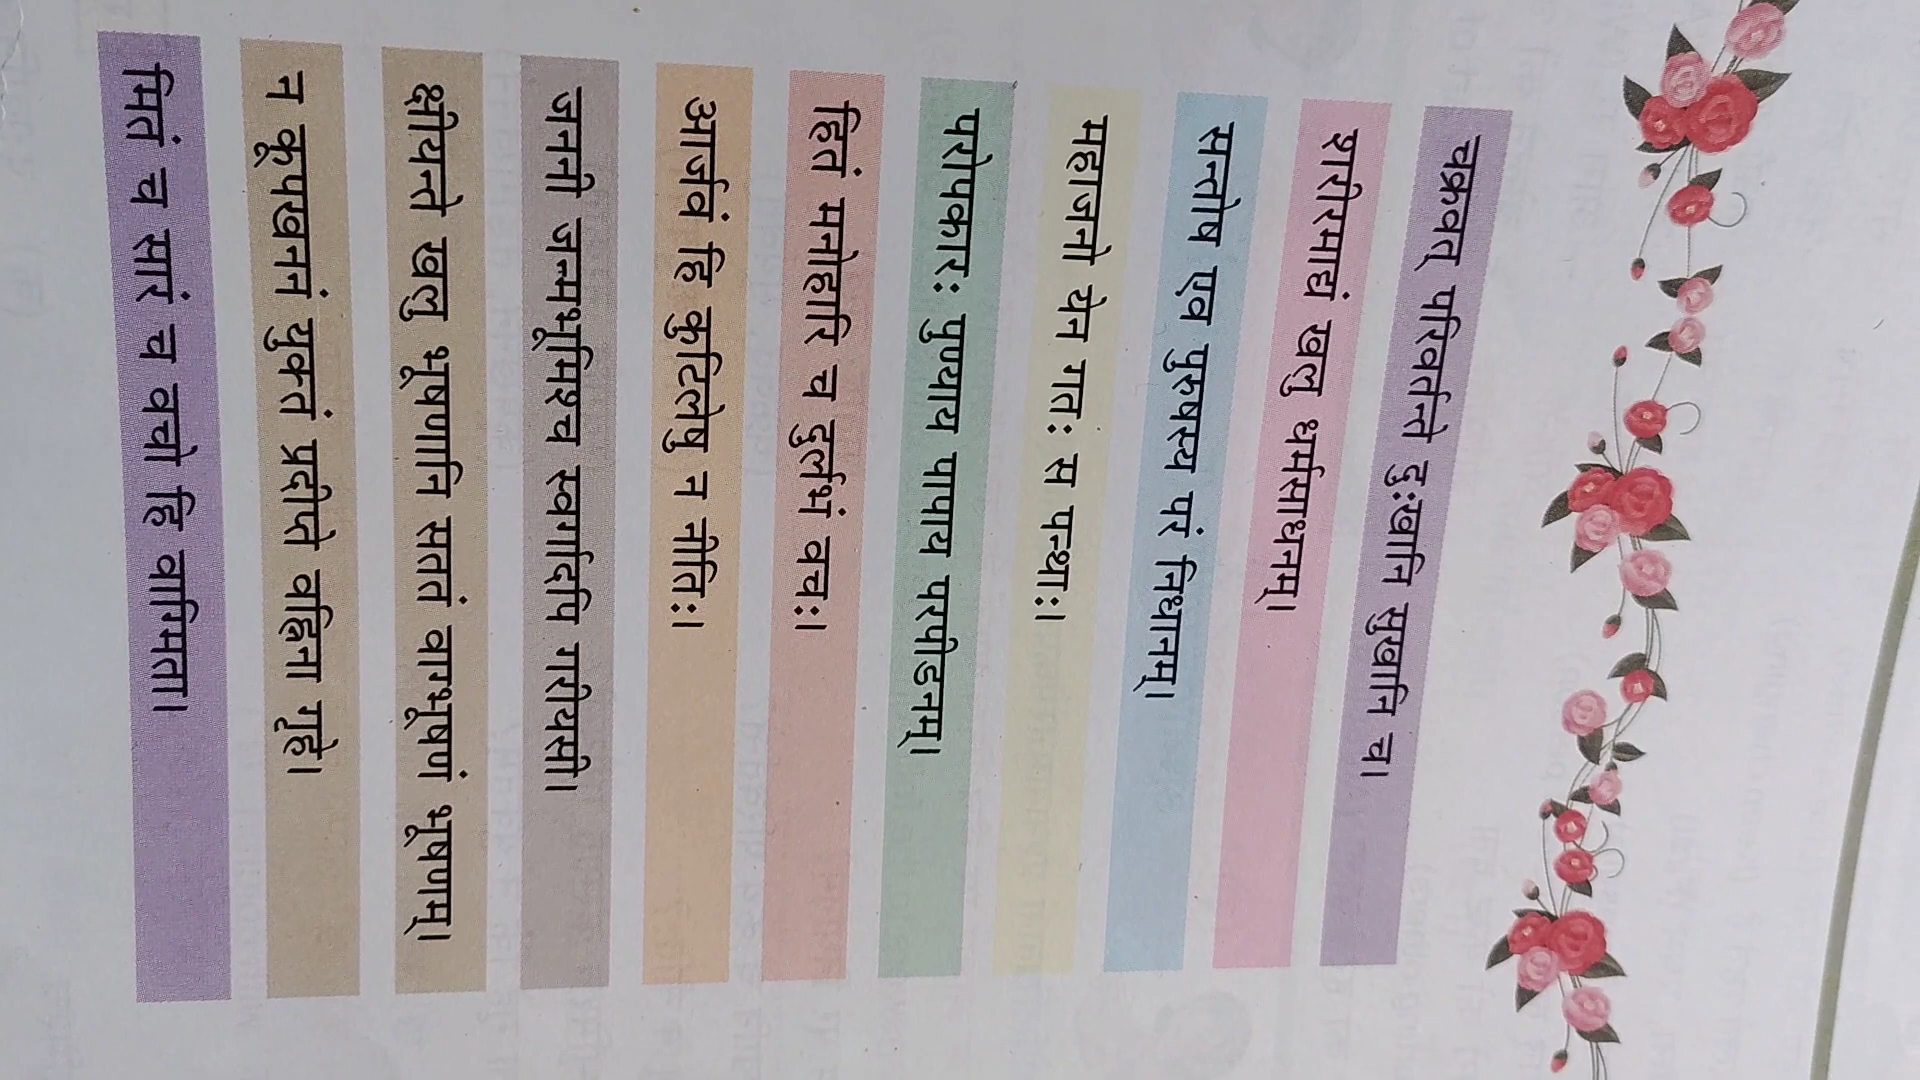 चक्रवत् परिवर्तन्ते दुःखानि सुखानि च।
शरीरमाद्यं खलु धर्मसाधनम्।
सन्तोष एव पुरुषस्य परं निधानम्।
महाजनो येन गतः स पन्थाः।
परोपकारः पुण्याय पापाय परपीडनम्।
हितं मनोहारि च दुर्लभं वचः।
आर्जवं हि कुटिलेषु न नीतिः।
जननी जन्मभूमिश्च स्वर्गादपि गरीयसी।
क्षीयन्ते खलु भूषणानि सततं वाग्भूषणं भूषणम्।
न कूपखननं युक्तं प्रदीप्ते वह्निना गृहे।
मितं च सारं च वचो हि वाग्मिता।